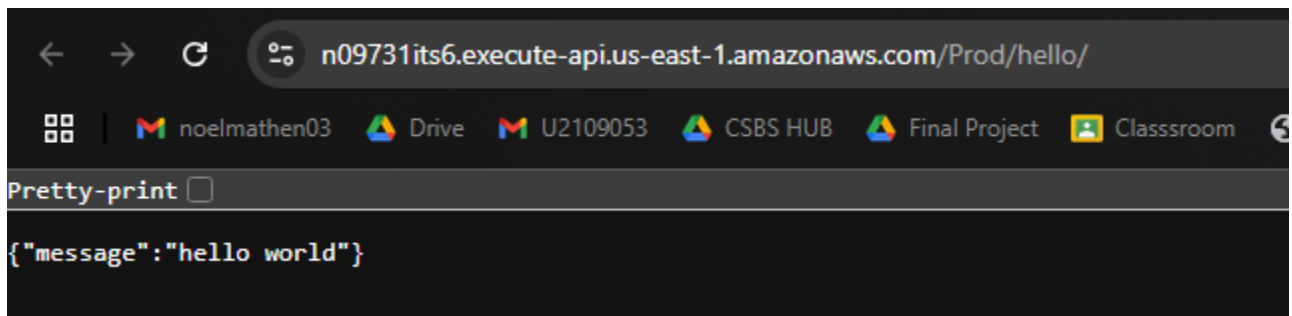 n09731its6.execute-api.us-east-1.amazonaws.com/Prod/hello/
noelmathen03 Drive U2109053 CSBS HUB Final Project Classsroom
Pretty-print
{"message":"hello world"}